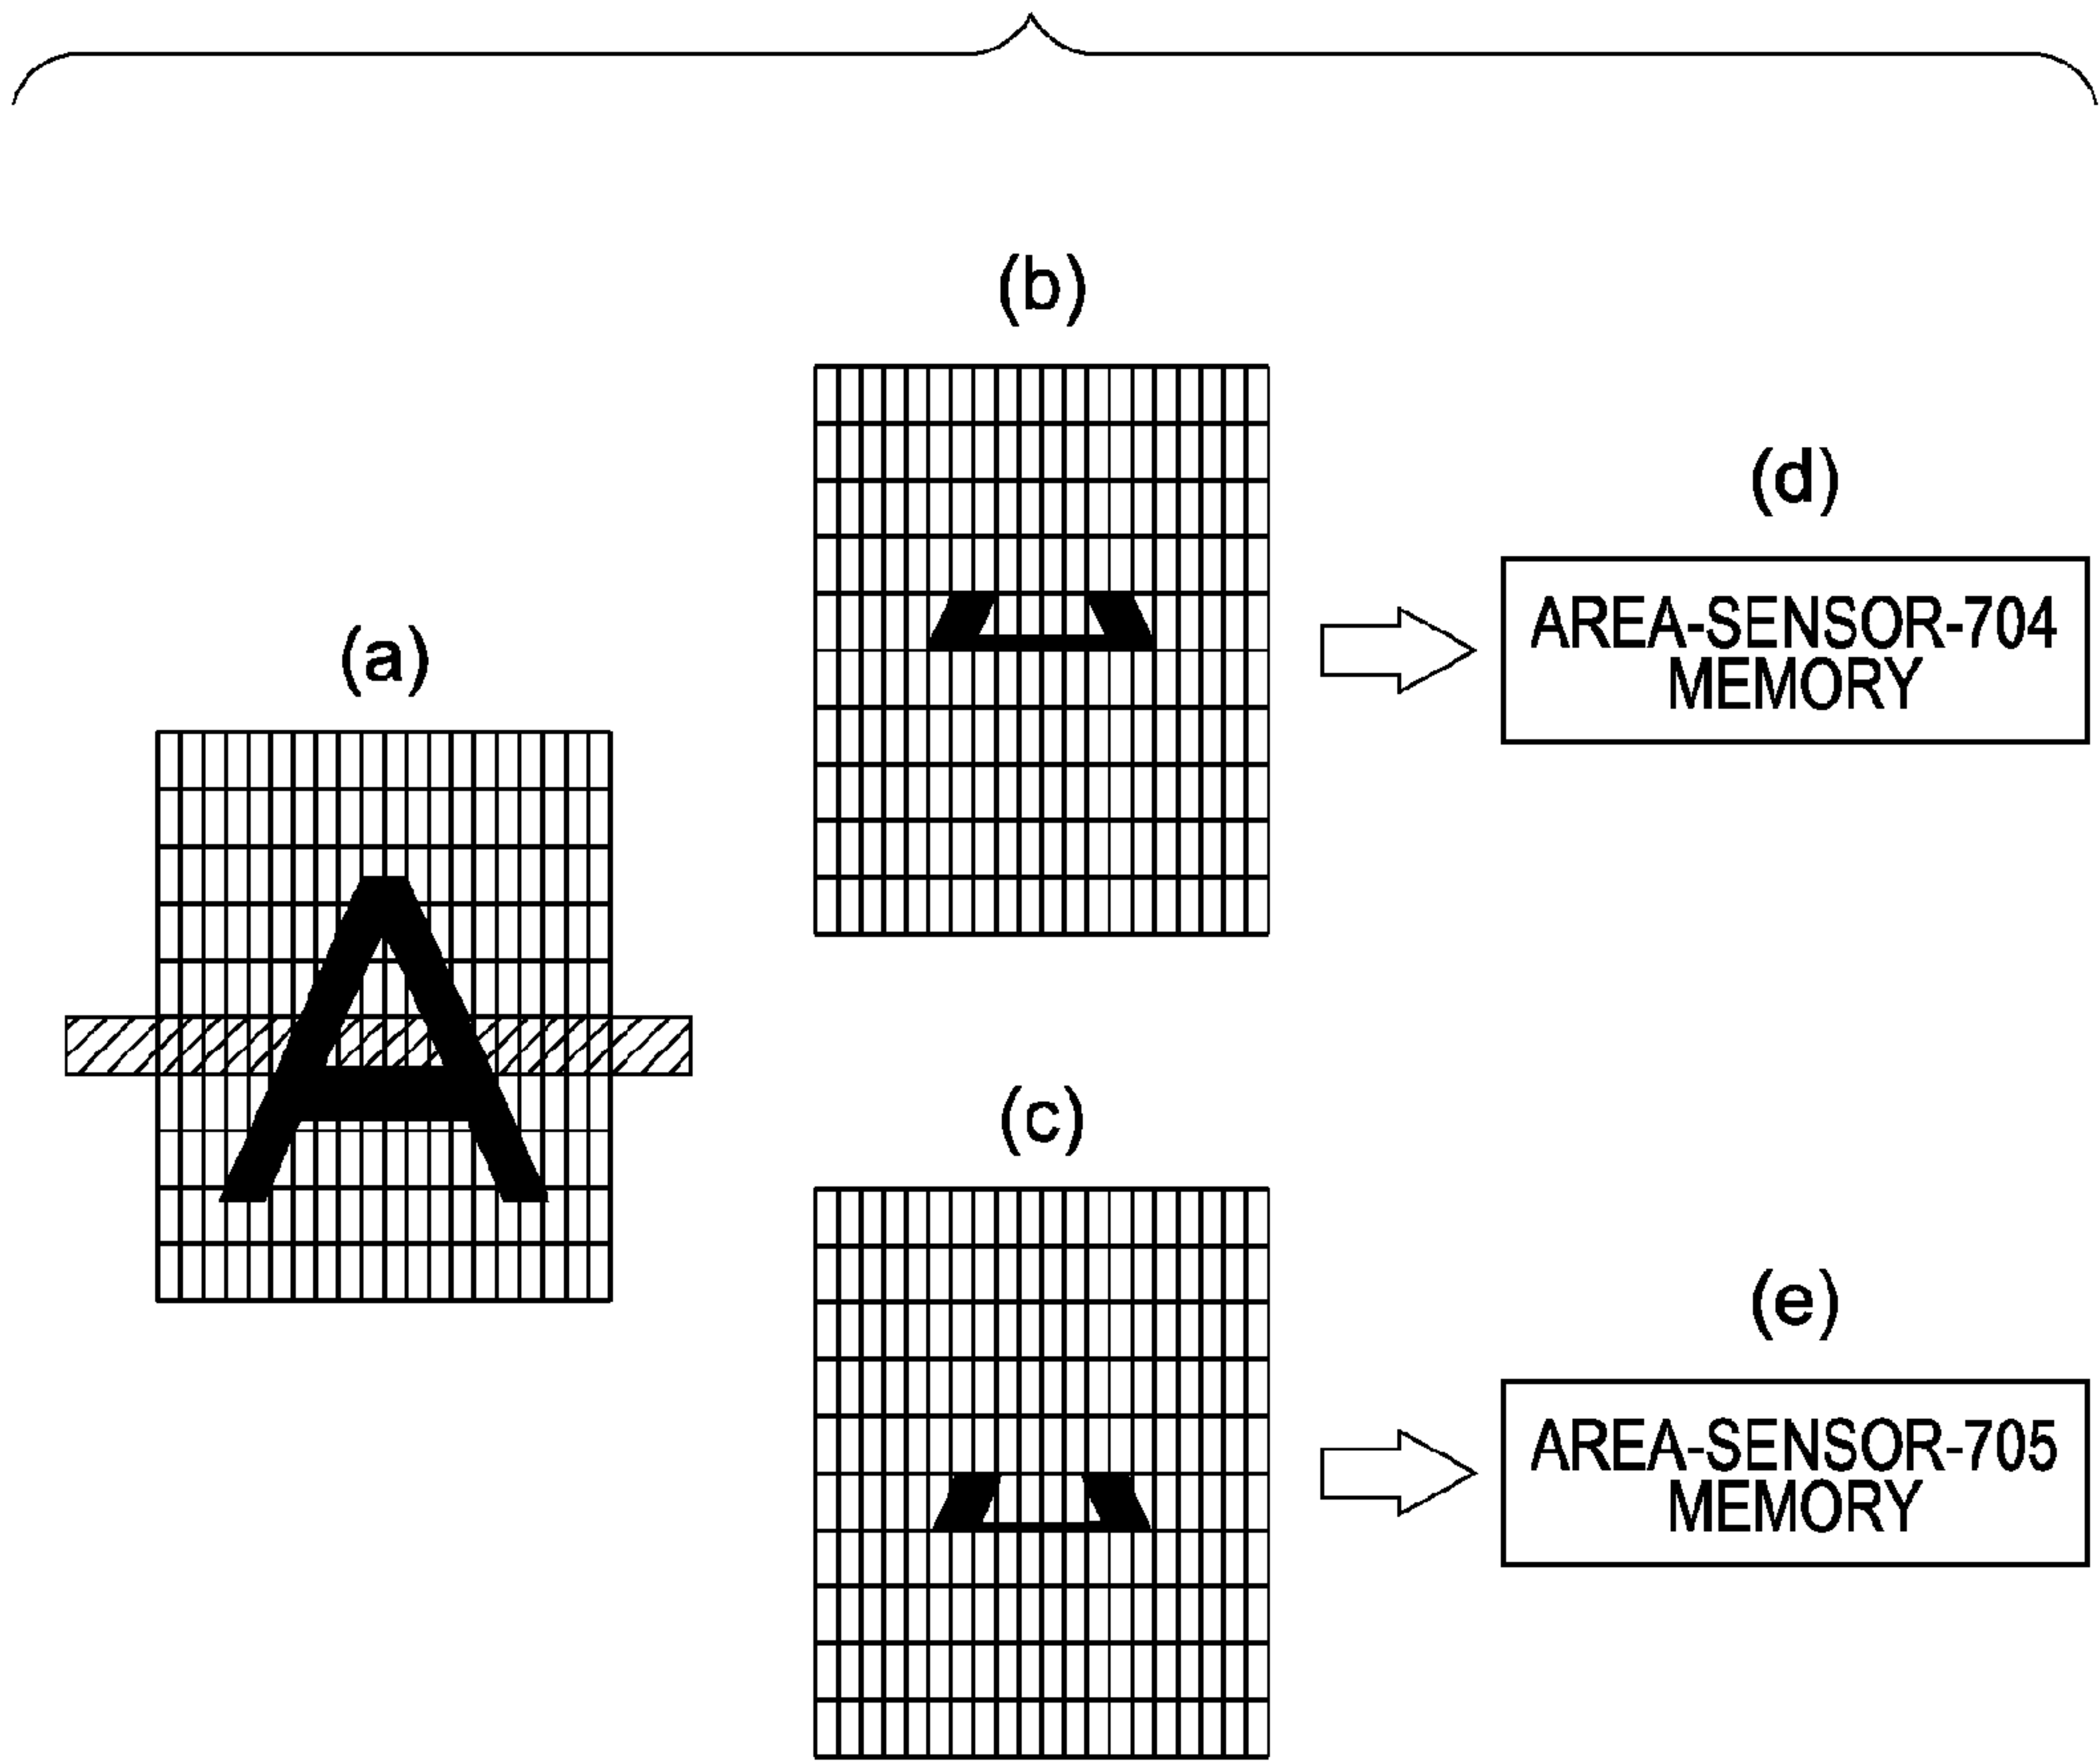 (a)
A
(b)
(c)
(d)
AREA-SENSOR-704
MEMORY
(e)
AREA-SENSOR-705
MEMORY